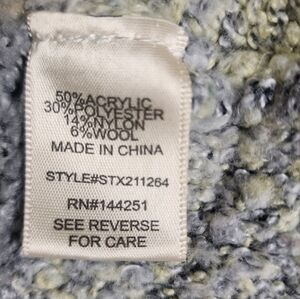 50%ACRYLIC
30%POLYESTER
14%NYLON
6%WOOL
MADE IN CHINA
STYLE#STX211264
RN#144251
SEE REVERSE
FOR CARE